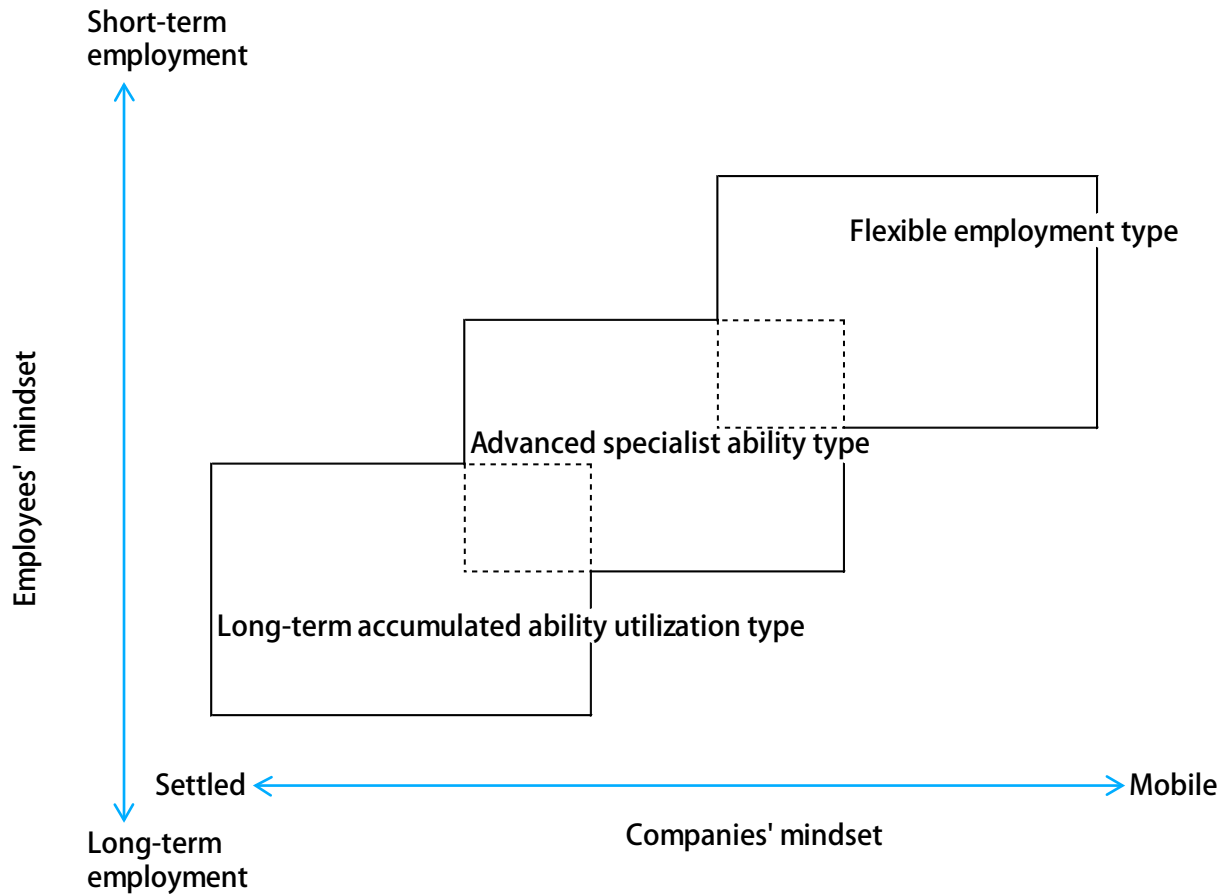 Short-term
employment
Flexible employment type
Employees' mindset
Advanced specialist ability type
Long-term accumulated ability utilization type
Settled
Mobile
Companies' mindset
Long-term
employment